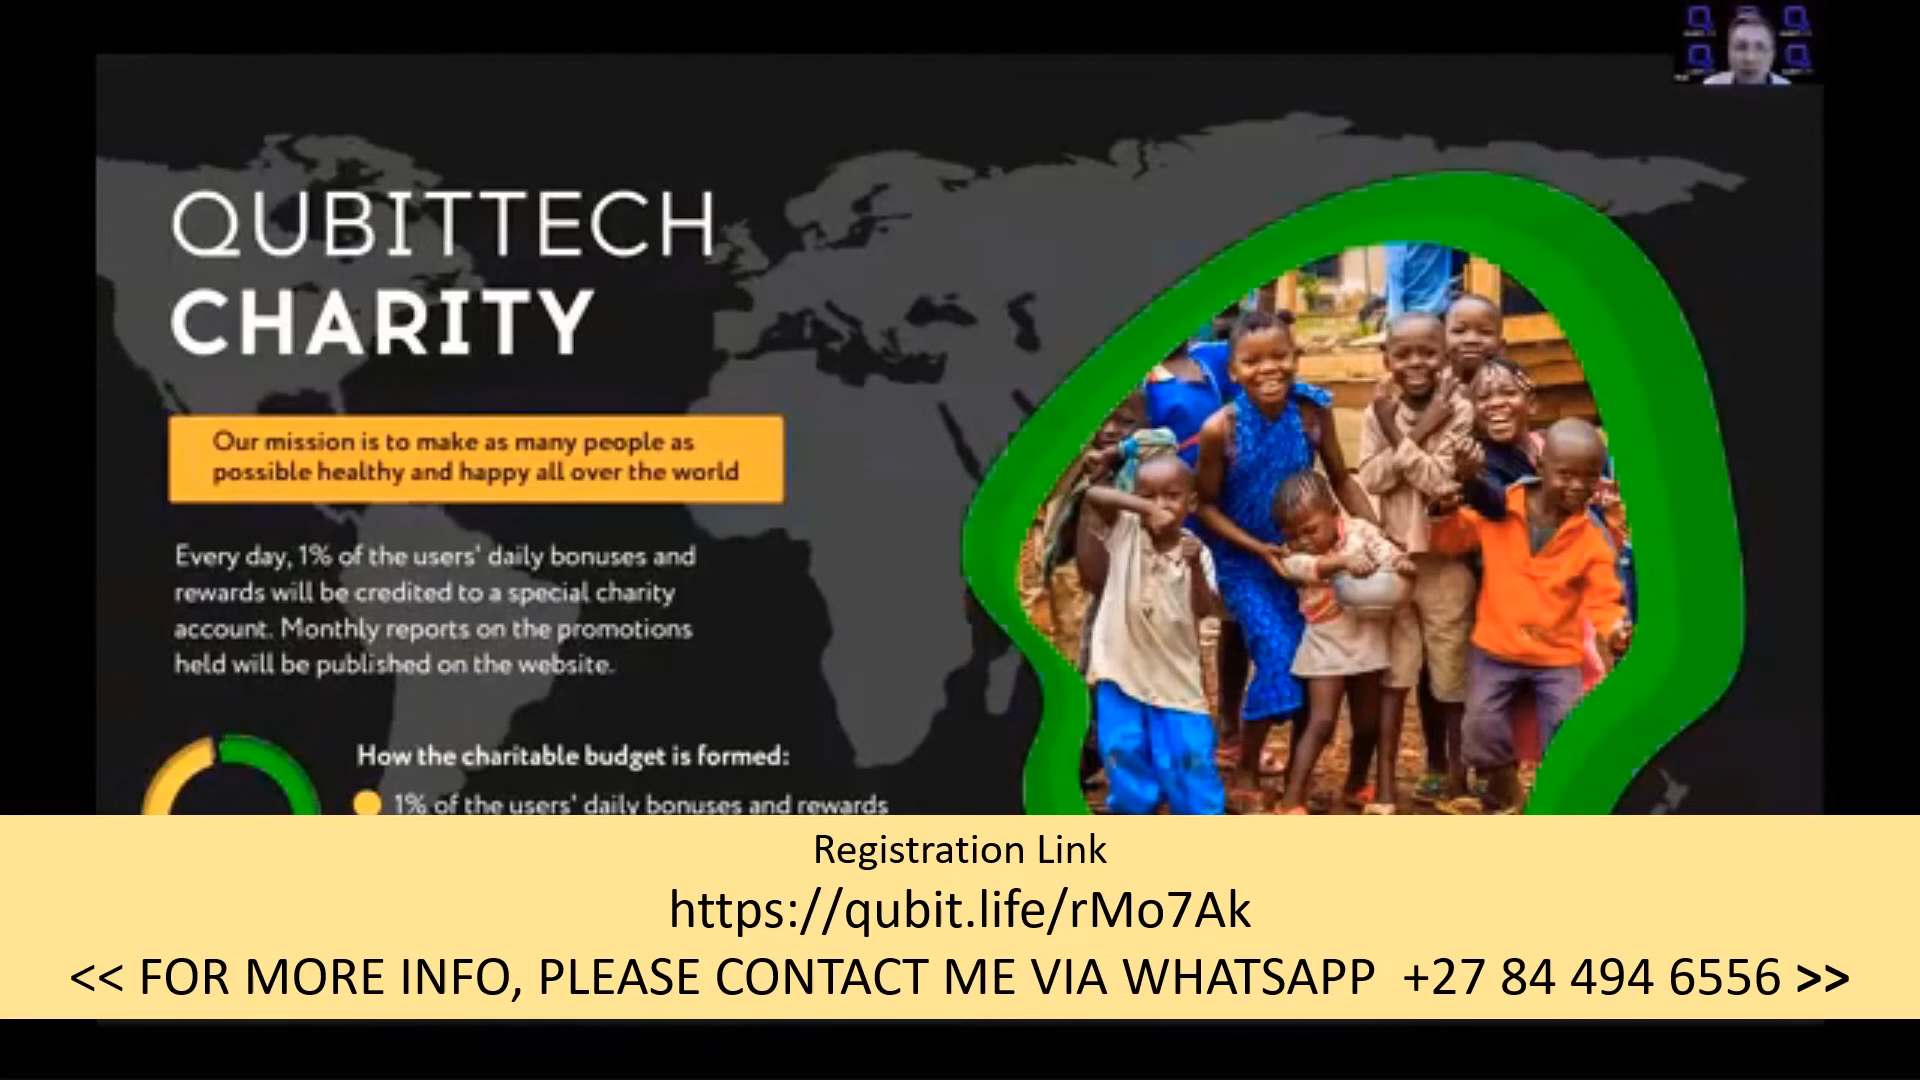 QUBITTECH
CHARITY
Our mission is to make as many people as
possible healthy and happy all over the world
Every day, 1% of the users' daily bonuses and
rewards will be credited to a special charity
account. Monthly reports on the promotions
held will be published on the website.
How the charitable budget is formed:
1% of the users' daily bonuses and rewards
Registration Link
https://qubit.life/rMo7Ak
<< FOR MORE INFO, PLEASE CONTACT ME VIA WHATSAPP +27 84 494 6556 >>